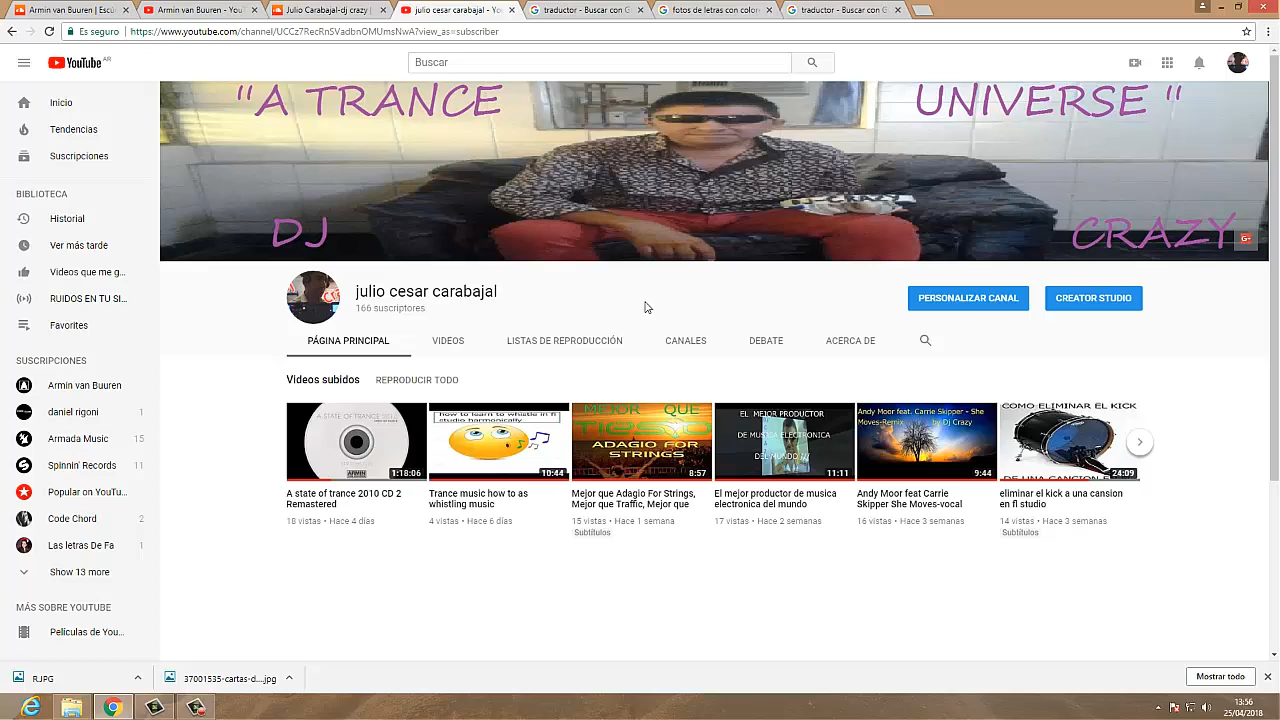 Armin van Buuren | Escuc
Armin van Buuren - YouT
Julio Carabajal-dj crazy |
julio cesar carabajal - Yo
traductor - Buscar con G
fotos de letras con colore
traductor - Buscar con G
Es seguro | https://www.youtube.com/channel/UCCz7RecRnSVadbnOMUmsNwA?view_as=subscriber
YouTube AR
Buscar
Inicio
Tendencias
Suscripciones
BIBLIOTECA
Historial
Ver más tarde
Videos que me g...
RUIDOS EN TU SI...
Favorites
SUSCRIPCIONES
Armin van Buuren
daniel rigoni 1
Armada Music 15
Spinnin' Records 11
Popular on YouTu...
Code Chord 2
Las letras De Fa 1
Show 13 more
MÁS SOBRE YOUTUBE
Películas de You...
"A TRANCE UNIVERSE "
DJ CRAZY
julio cesar carabajal
166 suscriptores
PERSONALIZAR CANAL
CREATOR STUDIO
PÁGINA PRINCIPAL VIDEOS LISTAS DE REPRODUCCIÓN CANALES DEBATE ACERCA DE
Videos subidos REPRODUCIR TODO
A STATE OF TRANCE 2010
1:18:06
A state of trance 2010 CD 2
Remastered
18 vistas • Hace 4 días
how to learn to whistle in fl
studio harmonically
10:44
Trance music how to as
whistling music
4 vistas • Hace 6 días
MEJOR QUE
TIESTO
ADAGIO FOR
STRINGS
8:57
Mejor que Adagio For Strings,
Mejor que Traffic, Mejor que
15 vistas • Hace 1 semana
Subtítulos
EL MEJOR PRODUCTOR
DE MUSICA ELECTRONICA
DEL MUNDO
11:11
El mejor productor de musica
electronica del mundo
17 vistas • Hace 2 semanas
Andy Moor feat. Carrie Skipper - She
Moves-Remix by Dj Crazy
9:44
Andy Moor feat Carrie
Skipper She Moves-vocal
16 vistas • Hace 3 semanas
COMO ELIMINAR EL KICK
DE UNA CANSION
24:09
eliminar el kick a una cansion
en fl studio
14 vistas • Hace 3 semanas
Subtítulos
R.JPG
37001535-cartas-d....jpg
Mostrar todo
13:56
25/04/2018